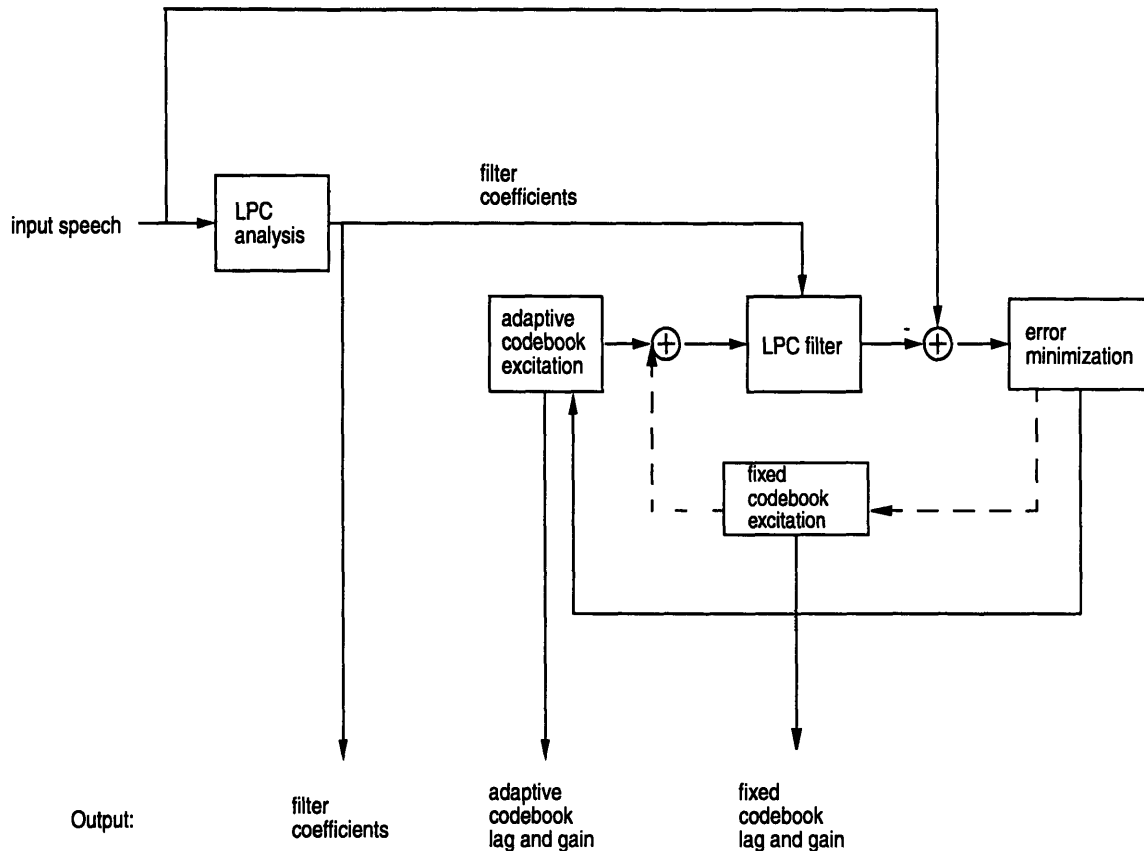 filter
coefficients
LPC
analysis
input speech
adaptive
codebook
excitation
+
LPC filter
-
+
error
minimization
fixed
codebook
excitation
Output:
filter
coefficients
adaptive
codebook
lag and gain
fixed
codebook
lag and gain